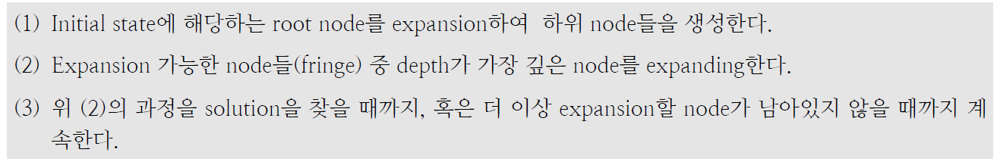 (1) Initial state에 해당하는 root node를 expansion하여 하위 node들을 생성한다.
(2) Expansion 가능한 node들(fringe) 중 depth가 가장 깊은 node를 expanding한다.
(3) 위 (2)의 과정을 solution을 찾을 때까지, 혹은 더 이상 expansion할 node가 남아있지 않을 때까지 계
속한다.